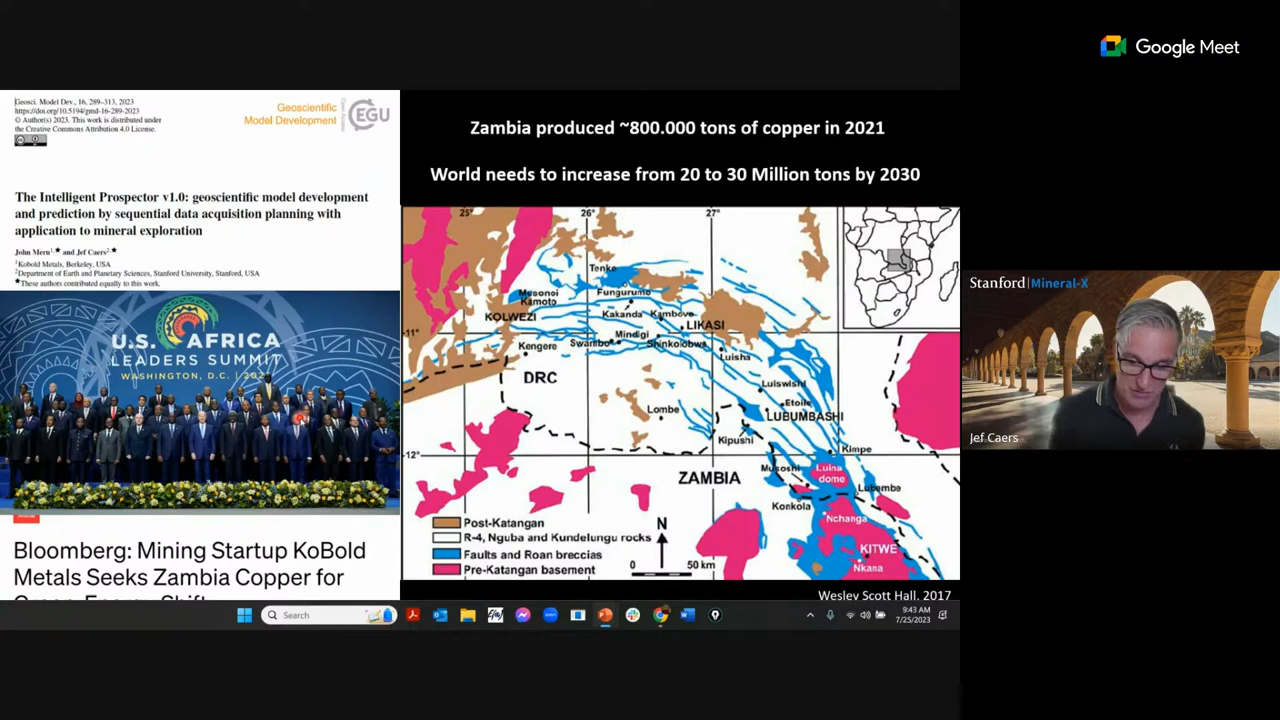 Google Meet
Geosci. Model Dev., 16, 289–313, 2023
https://doi.org/10.5194/gmd-16-289-2023
© Author(s) 2023. This work is distributed under
the Creative Commons Attribution 4.0 License.
Geoscientific
Model Development
Open Access
EGU
The Intelligent Prospector v1.0: geoscientific model development
and prediction by sequential data acquisition planning with
application to mineral exploration
John Mern1,★ and Jef Caers2,★
1Kobold Metals, Berkeley, USA
2Department of Earth and Planetary Sciences, Stanford University, Stanford, USA
★These authors contributed equally to this work.
U.S. AFRICA
LEADERS SUMMIT
WASHINGTON, D.C. |
Bloomberg: Mining Startup KoBold
Metals Seeks Zambia Copper for
Zambia produced ~800.000 tons of copper in 2021
World needs to increase from 20 to 30 Million tons by 2030
25°
26°
27°
Tenke
Musonoi
Kamoto
Fungurume
KOLWEZI
Kakanda
Kambove
LIKASI
11°
Mindigi
Swambo
Shinkolobwe
Kengere
Luisha
DRC
Luiswishi
Etoile
Lombe
LUBUMBASHI
Kipushi
Kimpe
12°
ZAMBIA
Musoshi
Luina
dome
Lubembe
Konkola
Nchanga
KITWE
Nkana
Post-Katangan
R-4, Nguba and Kundelungu rocks
Faults and Roan breccias
Pre-Katangan basement
N
0 50 km
Wesley Scott Hall, 2017
Stanford | Mineral-X
Jef Caers
Search
9:43 AM
7/25/2023